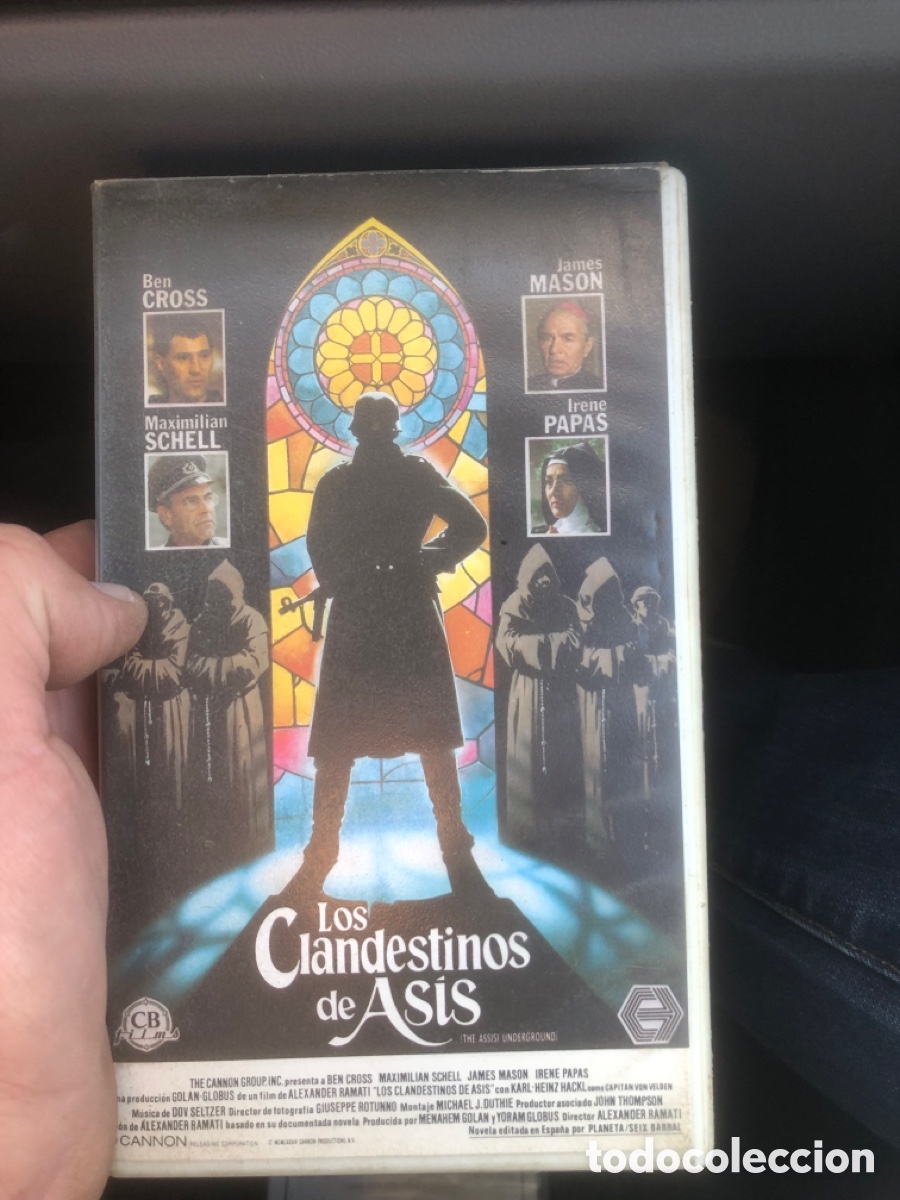 Ben
CROSS
James
MASON
Maximilian
SCHELL
Irene
PAPAS
Los
Clandestinos
de Asís
(THE ASSISI UNDERGROUND)
CB
films
THE CANNON GROUP, INC. presenta a BEN CROSS MAXIMILIAN SCHELL JAMES MASON IRENE PAPAS
producción GOLAN-GLOBUS de un film de ALEXANDER RAMATI "LOS CLANDESTINOS DE ASIS" con KARL-HEINZ HACKL como CAPITAN VON VELDEN
Música de DOV SELTZER Director de fotografía GIUSEPPE ROTUNNO Montaje MICHAEL J. DUTHIE Productor asociado JOHN THOMPSON
de ALEXANDER RAMATI basado en su documentada novela Producida por MENAHEM GOLAN y YORAM GLOBUS Director ALEXANDER RAMATI
CANNON RELEASING CORPORATION
Novela editada en España por PLANETA/SEIX BARRAL
todocoleccion